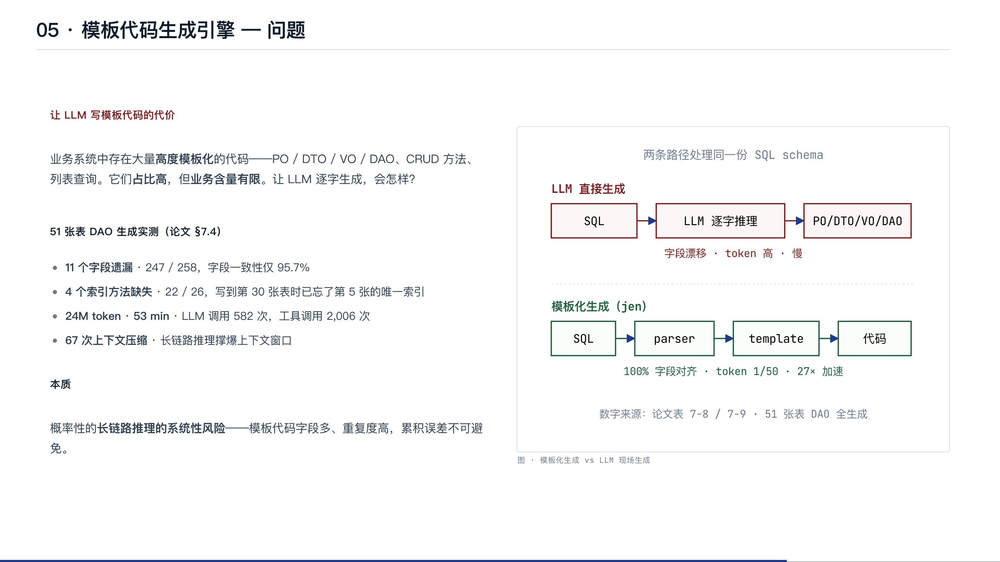 05 · 模板代码生成引擎 — 问题
让 LLM 写模板代码的代价
业务系统中存在大量高度模板化的代码——PO / DTO / VO / DAO、CRUD 方法、
列表查询。它们占比高，但业务含量有限。让 LLM 逐字生成，会怎样？
51 张表 DAO 生成实测（论文 §7.4）
• 11 个字段遗漏 · 247 / 258，字段一致性仅 95.7%
• 4 个索引方法缺失 · 22 / 26，写到第 30 张表时已忘了第 5 张的唯一索引
• 24M token · 53 min · LLM 调用 582 次，工具调用 2,006 次
• 67 次上下文压缩 · 长链路推理撑爆上下文窗口
本质
概率性的长链路推理的系统性风险——模板代码字段多、重复度高，累积误差不可避
免。
两条路径处理同一份 SQL schema
LLM 直接生成
SQL
LLM 逐字推理
PO/DTO/VO/DAO
字段漂移 · token 高 · 慢
模板化生成（jen）
SQL
parser
template
代码
100% 字段对齐 · token 1/50 · 27× 加速
数字来源：论文表 7-8 / 7-9 · 51 张表 DAO 全生成
图 · 模板化生成 vs LLM 现场生成